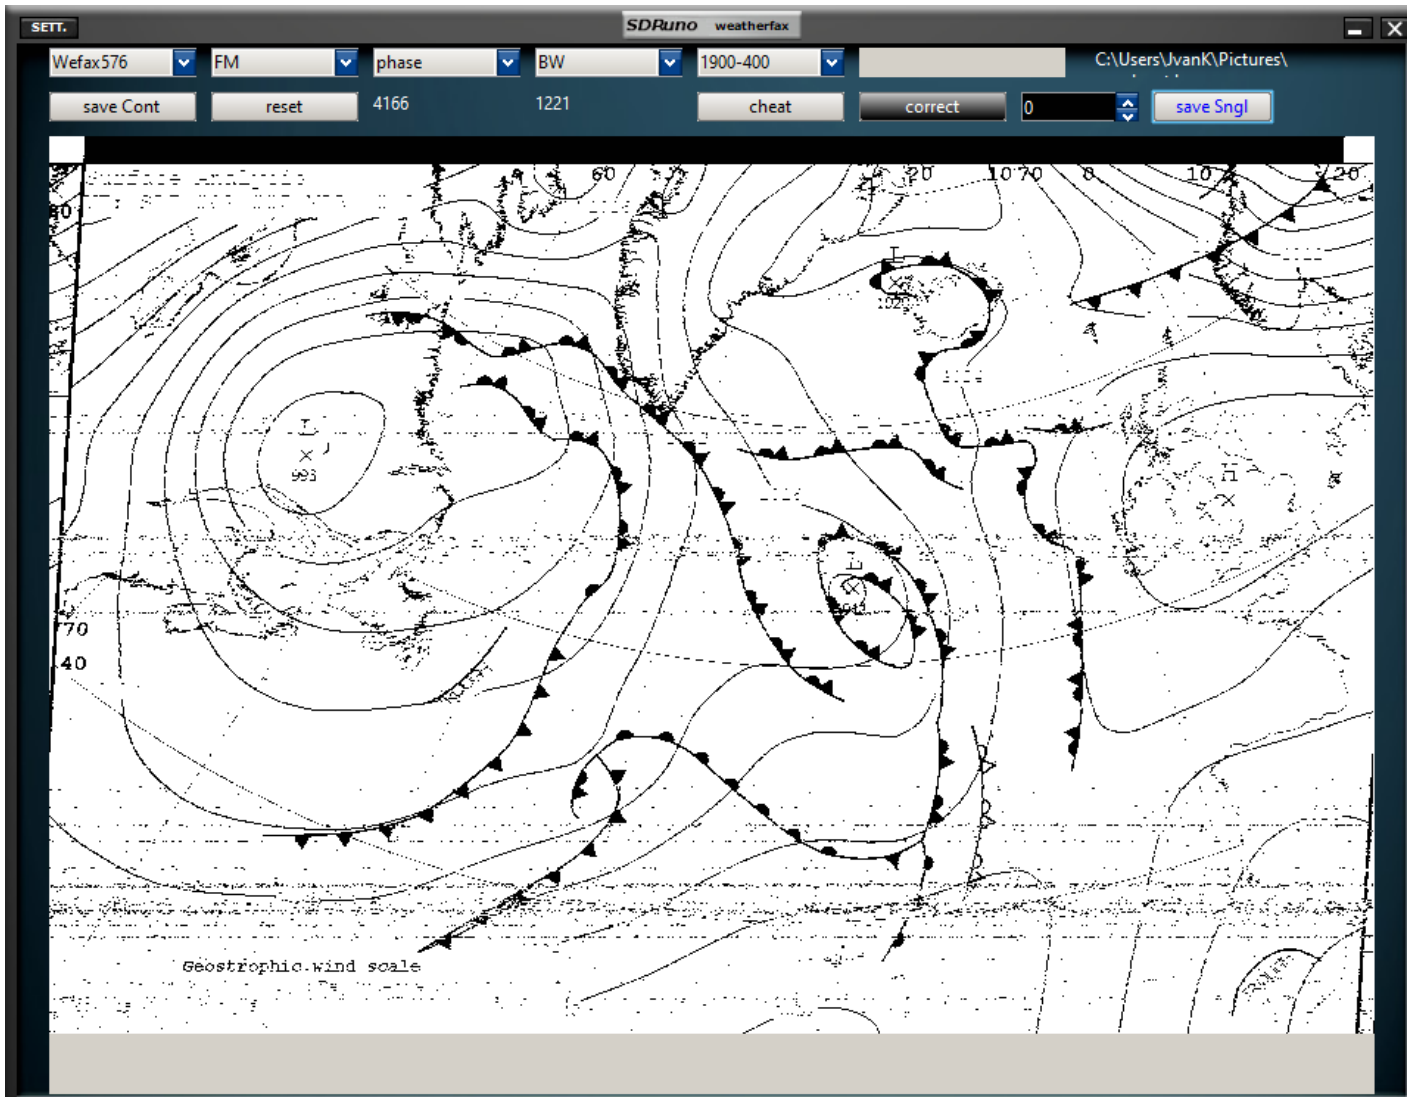 SETT.
SDRuno weatherfax
Wefax576 FM phase BW 1900-400 C:\Users\JvanK\Pictures\
save Cont reset 4166 1221 cheat correct 0 save Sngl
60 20 10 70 0 10 20
80
L
L
993
H
L
70
40
Geostrophic wind scale